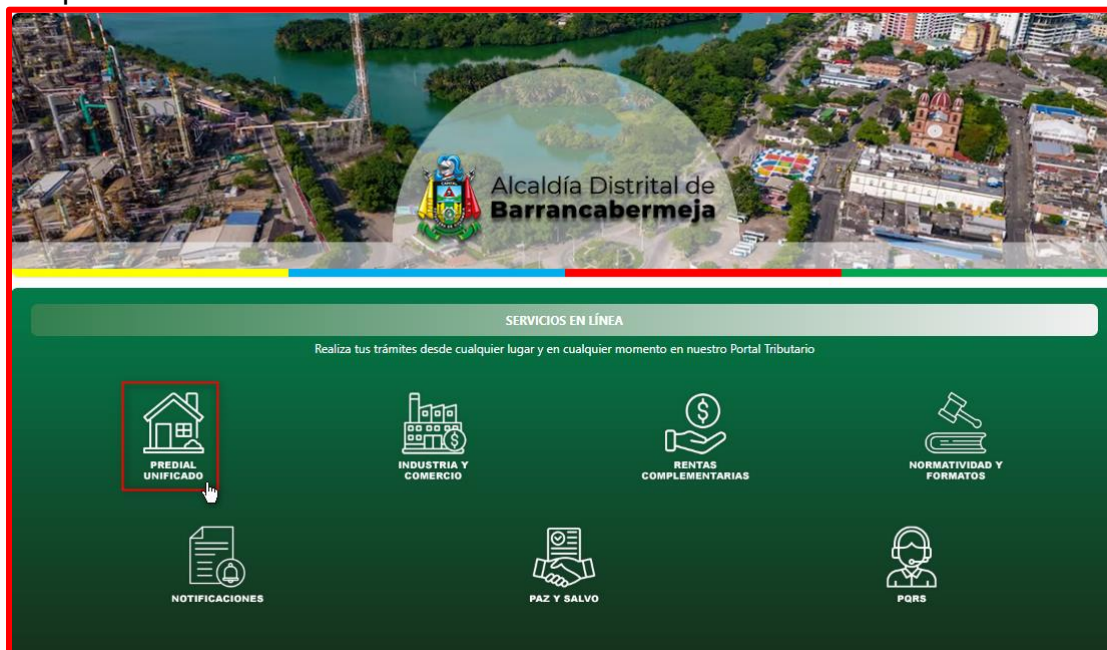 Alcaldía Distrital de
Barrancabermeja
SERVICIOS EN LÍNEA
Realiza tus trámites desde cualquier lugar y en cualquier momento en nuestro Portal Tributario
PREDIAL
UNIFICADO
INDUSTRIA Y
COMERCIO
RENTAS
COMPLEMENTARIAS
NORMATIVIDAD Y
FORMATOS
NOTIFICACIONES
PAZ Y SALVO
PQRS